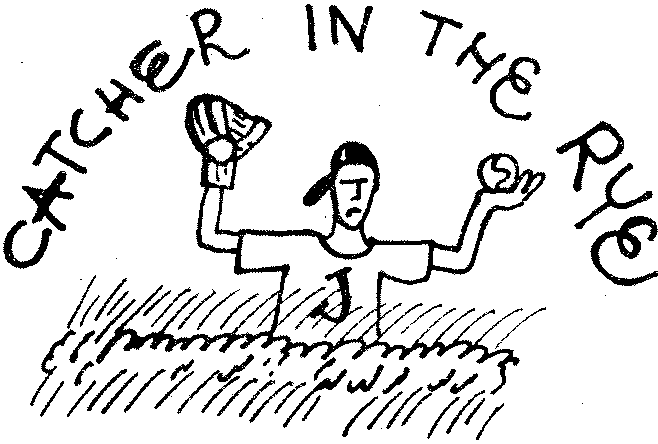 CATCHER IN THE RYE
J